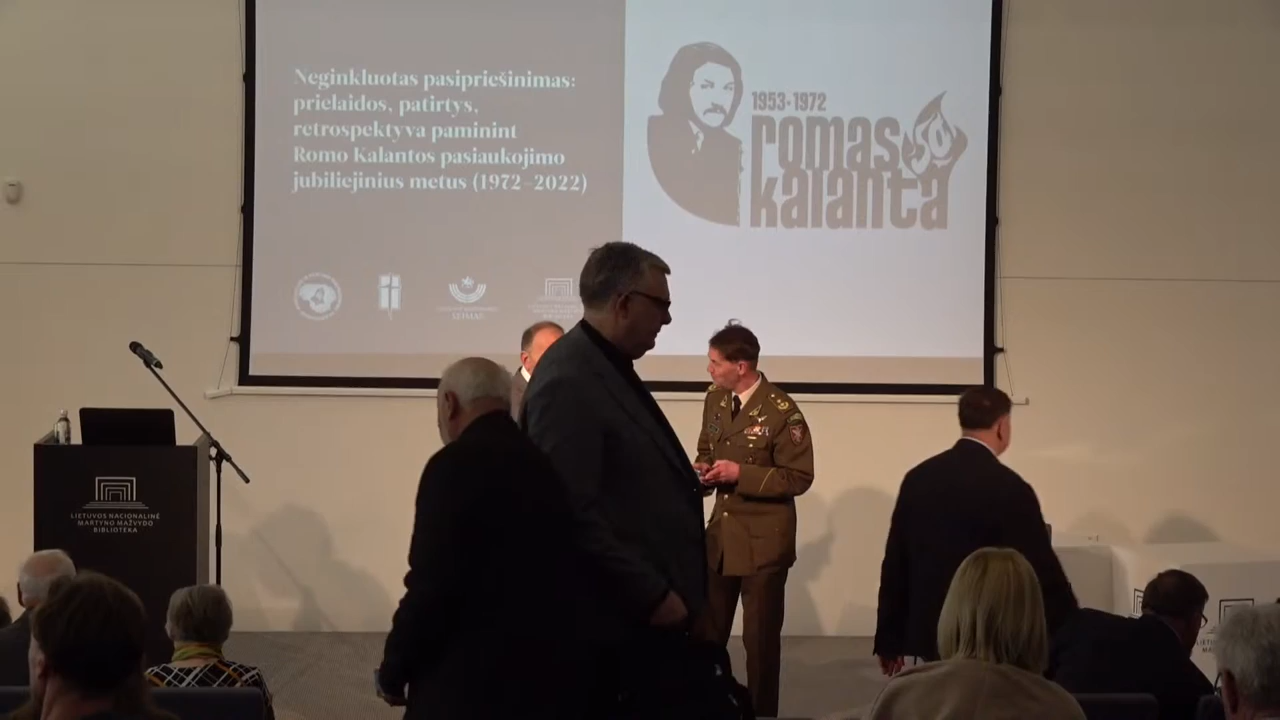 Neginkluotas pasipriešinimas:
prielaidos, patirtys,
retrospektyva paminint
Romo Kalantos pasiaukojimo
jubiliejinius metus (1972–2022)
1953-1972
romas
50
kalanta
LIETUVOS NACIONALINĖ
MARTYNO MAŽVYDO
BIBLIOTEKA